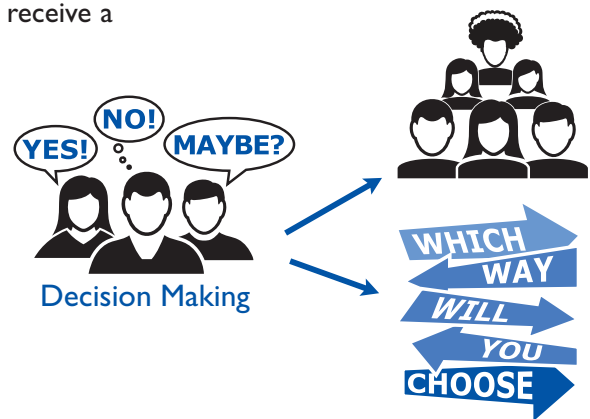 receive a
NO!
YES!
MAYBE?
Decision Making
WHICH
WAY
WILL
YOU
CHOOSE